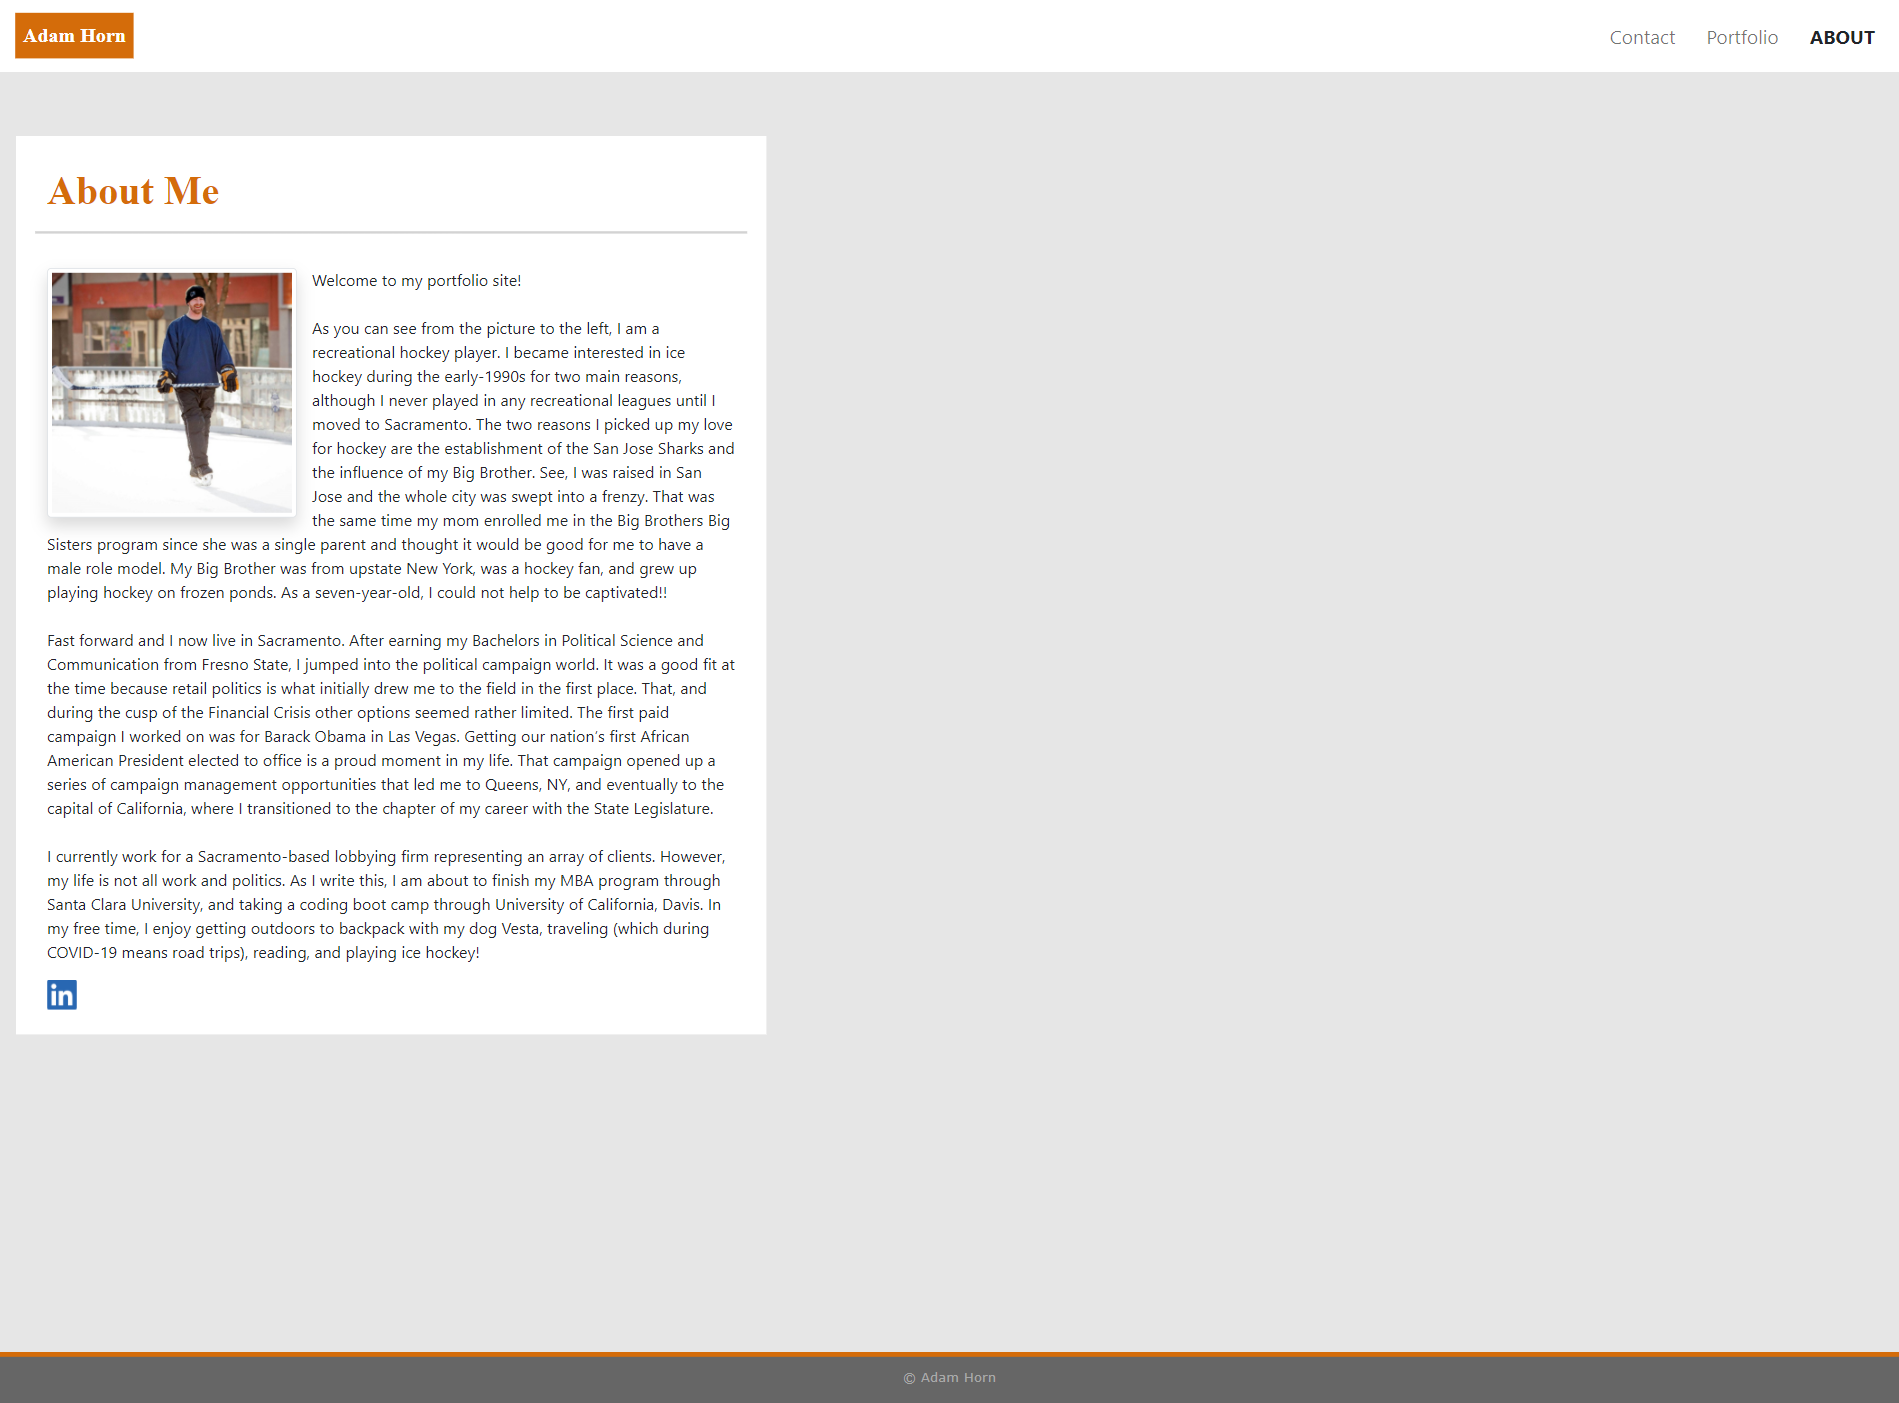 Adam Horn
Contact Portfolio ABOUT
About Me
Welcome to my portfolio site!
As you can see from the picture to the left, I am a
recreational hockey player. I became interested in ice
hockey during the early-1990s for two main reasons,
although I never played in any recreational leagues until I
moved to Sacramento. The two reasons I picked up my love
for hockey are the establishment of the San Jose Sharks and
the influence of my Big Brother. See, I was raised in San
Jose and the whole city was swept into a frenzy. That was
the same time my mom enrolled me in the Big Brothers Big
Sisters program since she was a single parent and thought it would be good for me to have a
male role model. My Big Brother was from upstate New York, was a hockey fan, and grew up
playing hockey on frozen ponds. As a seven-year-old, I could not help to be captivated!!
Fast forward and I now live in Sacramento. After earning my Bachelors in Political Science and
Communication from Fresno State, I jumped into the political campaign world. It was a good fit at
the time because retail politics is what initially drew me to the field in the first place. That, and
during the cusp of the Financial Crisis other options seemed rather limited. The first paid
campaign I worked on was for Barack Obama in Las Vegas. Getting our nation's first African
American President elected to office is a proud moment in my life. That campaign opened up a
series of campaign management opportunities that led me to Queens, NY, and eventually to the
capital of California, where I transitioned to the chapter of my career with the State Legislature.
I currently work for a Sacramento-based lobbying firm representing an array of clients. However,
my life is not all work and politics. As I write this, I am about to finish my MBA program through
Santa Clara University, and taking a coding boot camp through University of California, Davis. In
my free time, I enjoy getting outdoors to backpack with my dog Vesta, traveling (which during
COVID-19 means road trips), reading, and playing ice hockey!
in
© Adam Horn